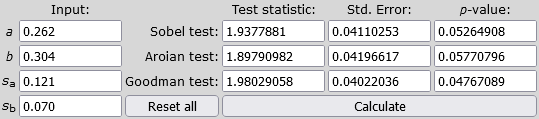 Input: Test statistic: Std. Error: p-value:
a 0.262 Sobel test: 1.9377881 0.04110253 0.05264908
b 0.304 Aroian test: 1.89790982 0.04196617 0.05770796
sa 0.121 Goodman test: 1.98029058 0.04022036 0.04767089
sb 0.070 Reset all Calculate